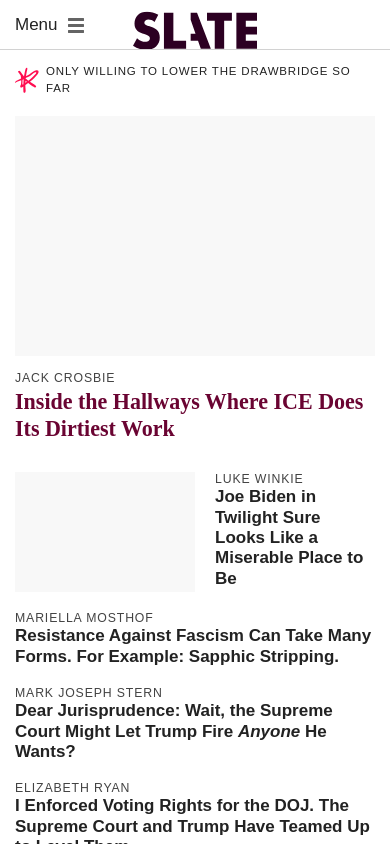 Menu
SLATE
ONLY WILLING TO LOWER THE DRAWBRIDGE SO
FAR
JACK CROSBIE
Inside the Hallways Where ICE Does
Its Dirtiest Work
LUKE WINKIE
Joe Biden in
Twilight Sure
Looks Like a
Miserable Place to
Be
MARIELLA MOSTHOF
Resistance Against Fascism Can Take Many
Forms. For Example: Sapphic Stripping.
MARK JOSEPH STERN
Dear Jurisprudence: Wait, the Supreme
Court Might Let Trump Fire Anyone He
Wants?
ELIZABETH RYAN
I Enforced Voting Rights for the DOJ. The
Supreme Court and Trump Have Teamed Up
to Level Them